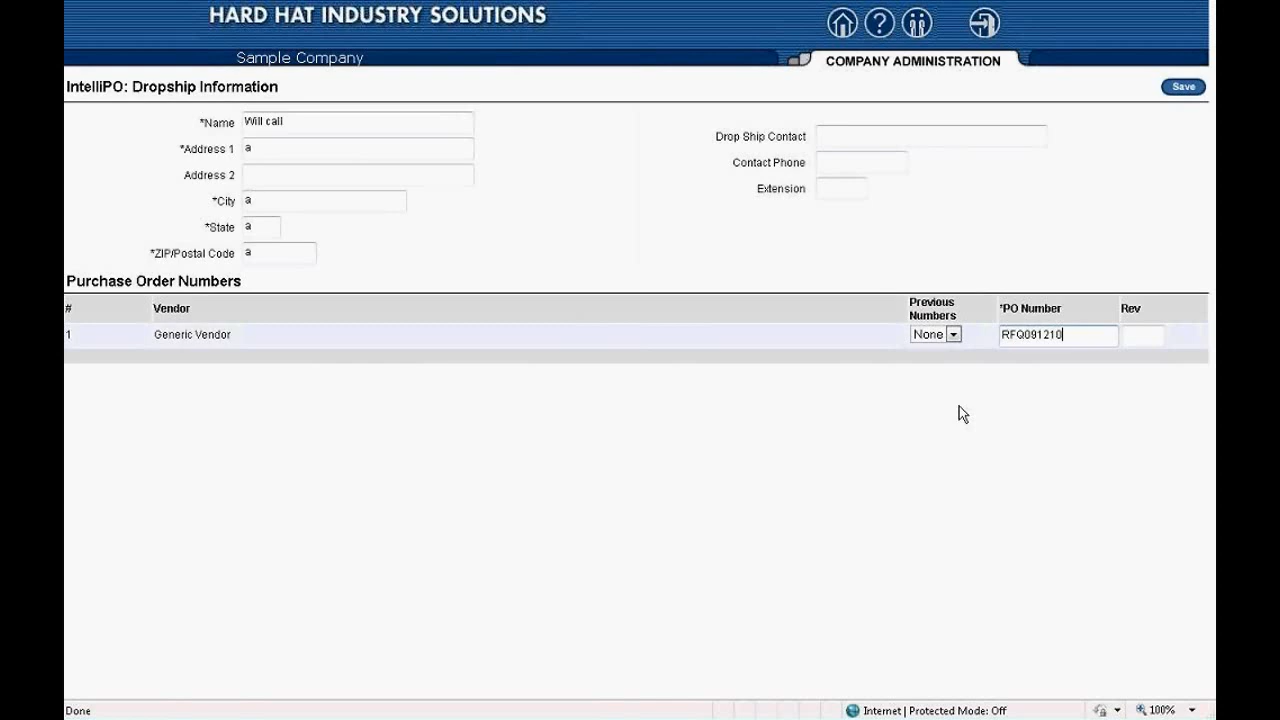 HARD HAT INDUSTRY SOLUTIONS
Sample Company
COMPANY ADMINISTRATION
IntelliPO: Dropship Information
Save
*Name Will call
*Address 1 a
Address 2
*City a
*State a
*ZIP/Postal Code a
Drop Ship Contact
Contact Phone
Extension
Purchase Order Numbers
# Vendor Previous Numbers *PO Number Rev
1 Generic Vendor None RFQ091210
Done Internet | Protected Mode: Off 100%